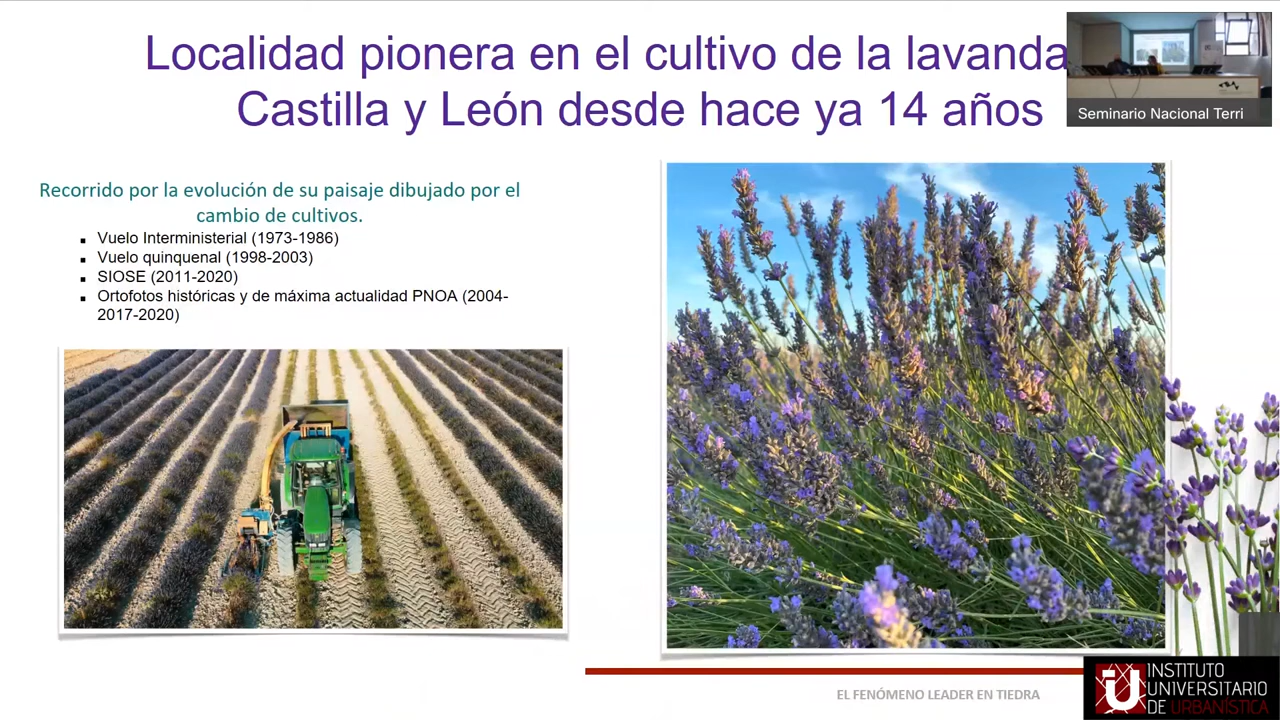 Localidad pionera en el cultivo de la lavanda
Castilla y León desde hace ya 14 años
Seminario Nacional Terri
Recorrido por la evolución de su paisaje dibujado por el
cambio de cultivos.
▪ Vuelo Interministerial (1973-1986)
▪ Vuelo quinquenal (1998-2003)
▪ SIOSE (2011-2020)
▪ Ortofotos históricas y de máxima actualidad PNOA (2004-
2017-2020)
EL FENÓMENO LEADER EN TIEDRA
iU INSTITUTO
UNIVERSITARIO
DE URBANÍSTICA